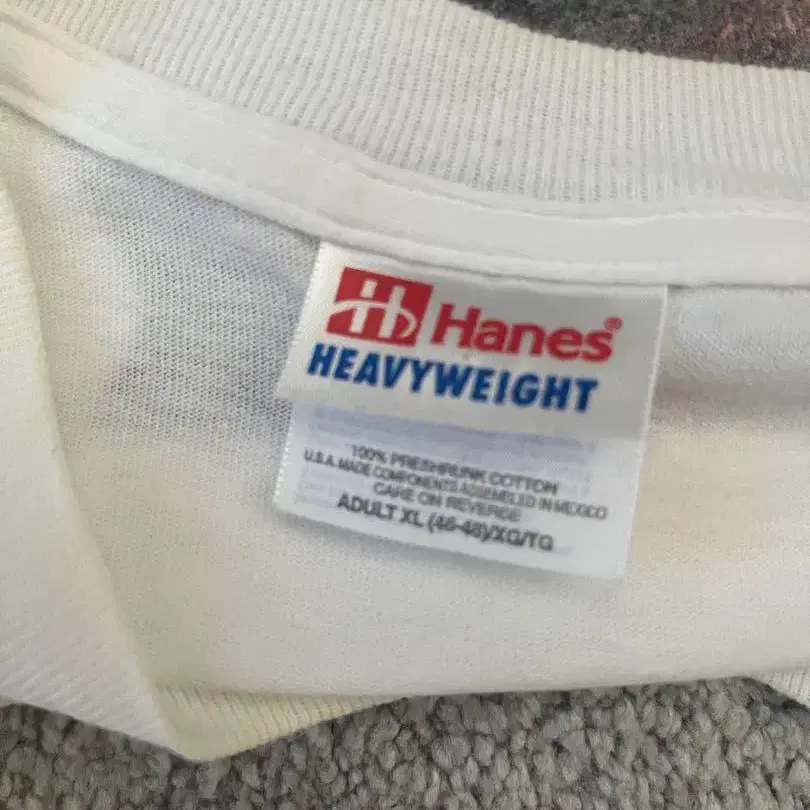 Hanes®
HEAVYWEIGHT
100% PRESHRUNK COTTON
U.S.A. MADE COMPONENTS ASSEMBLED IN MEXICO
CARE ON REVERSE
ADULT XL (46-48)/XG/TG